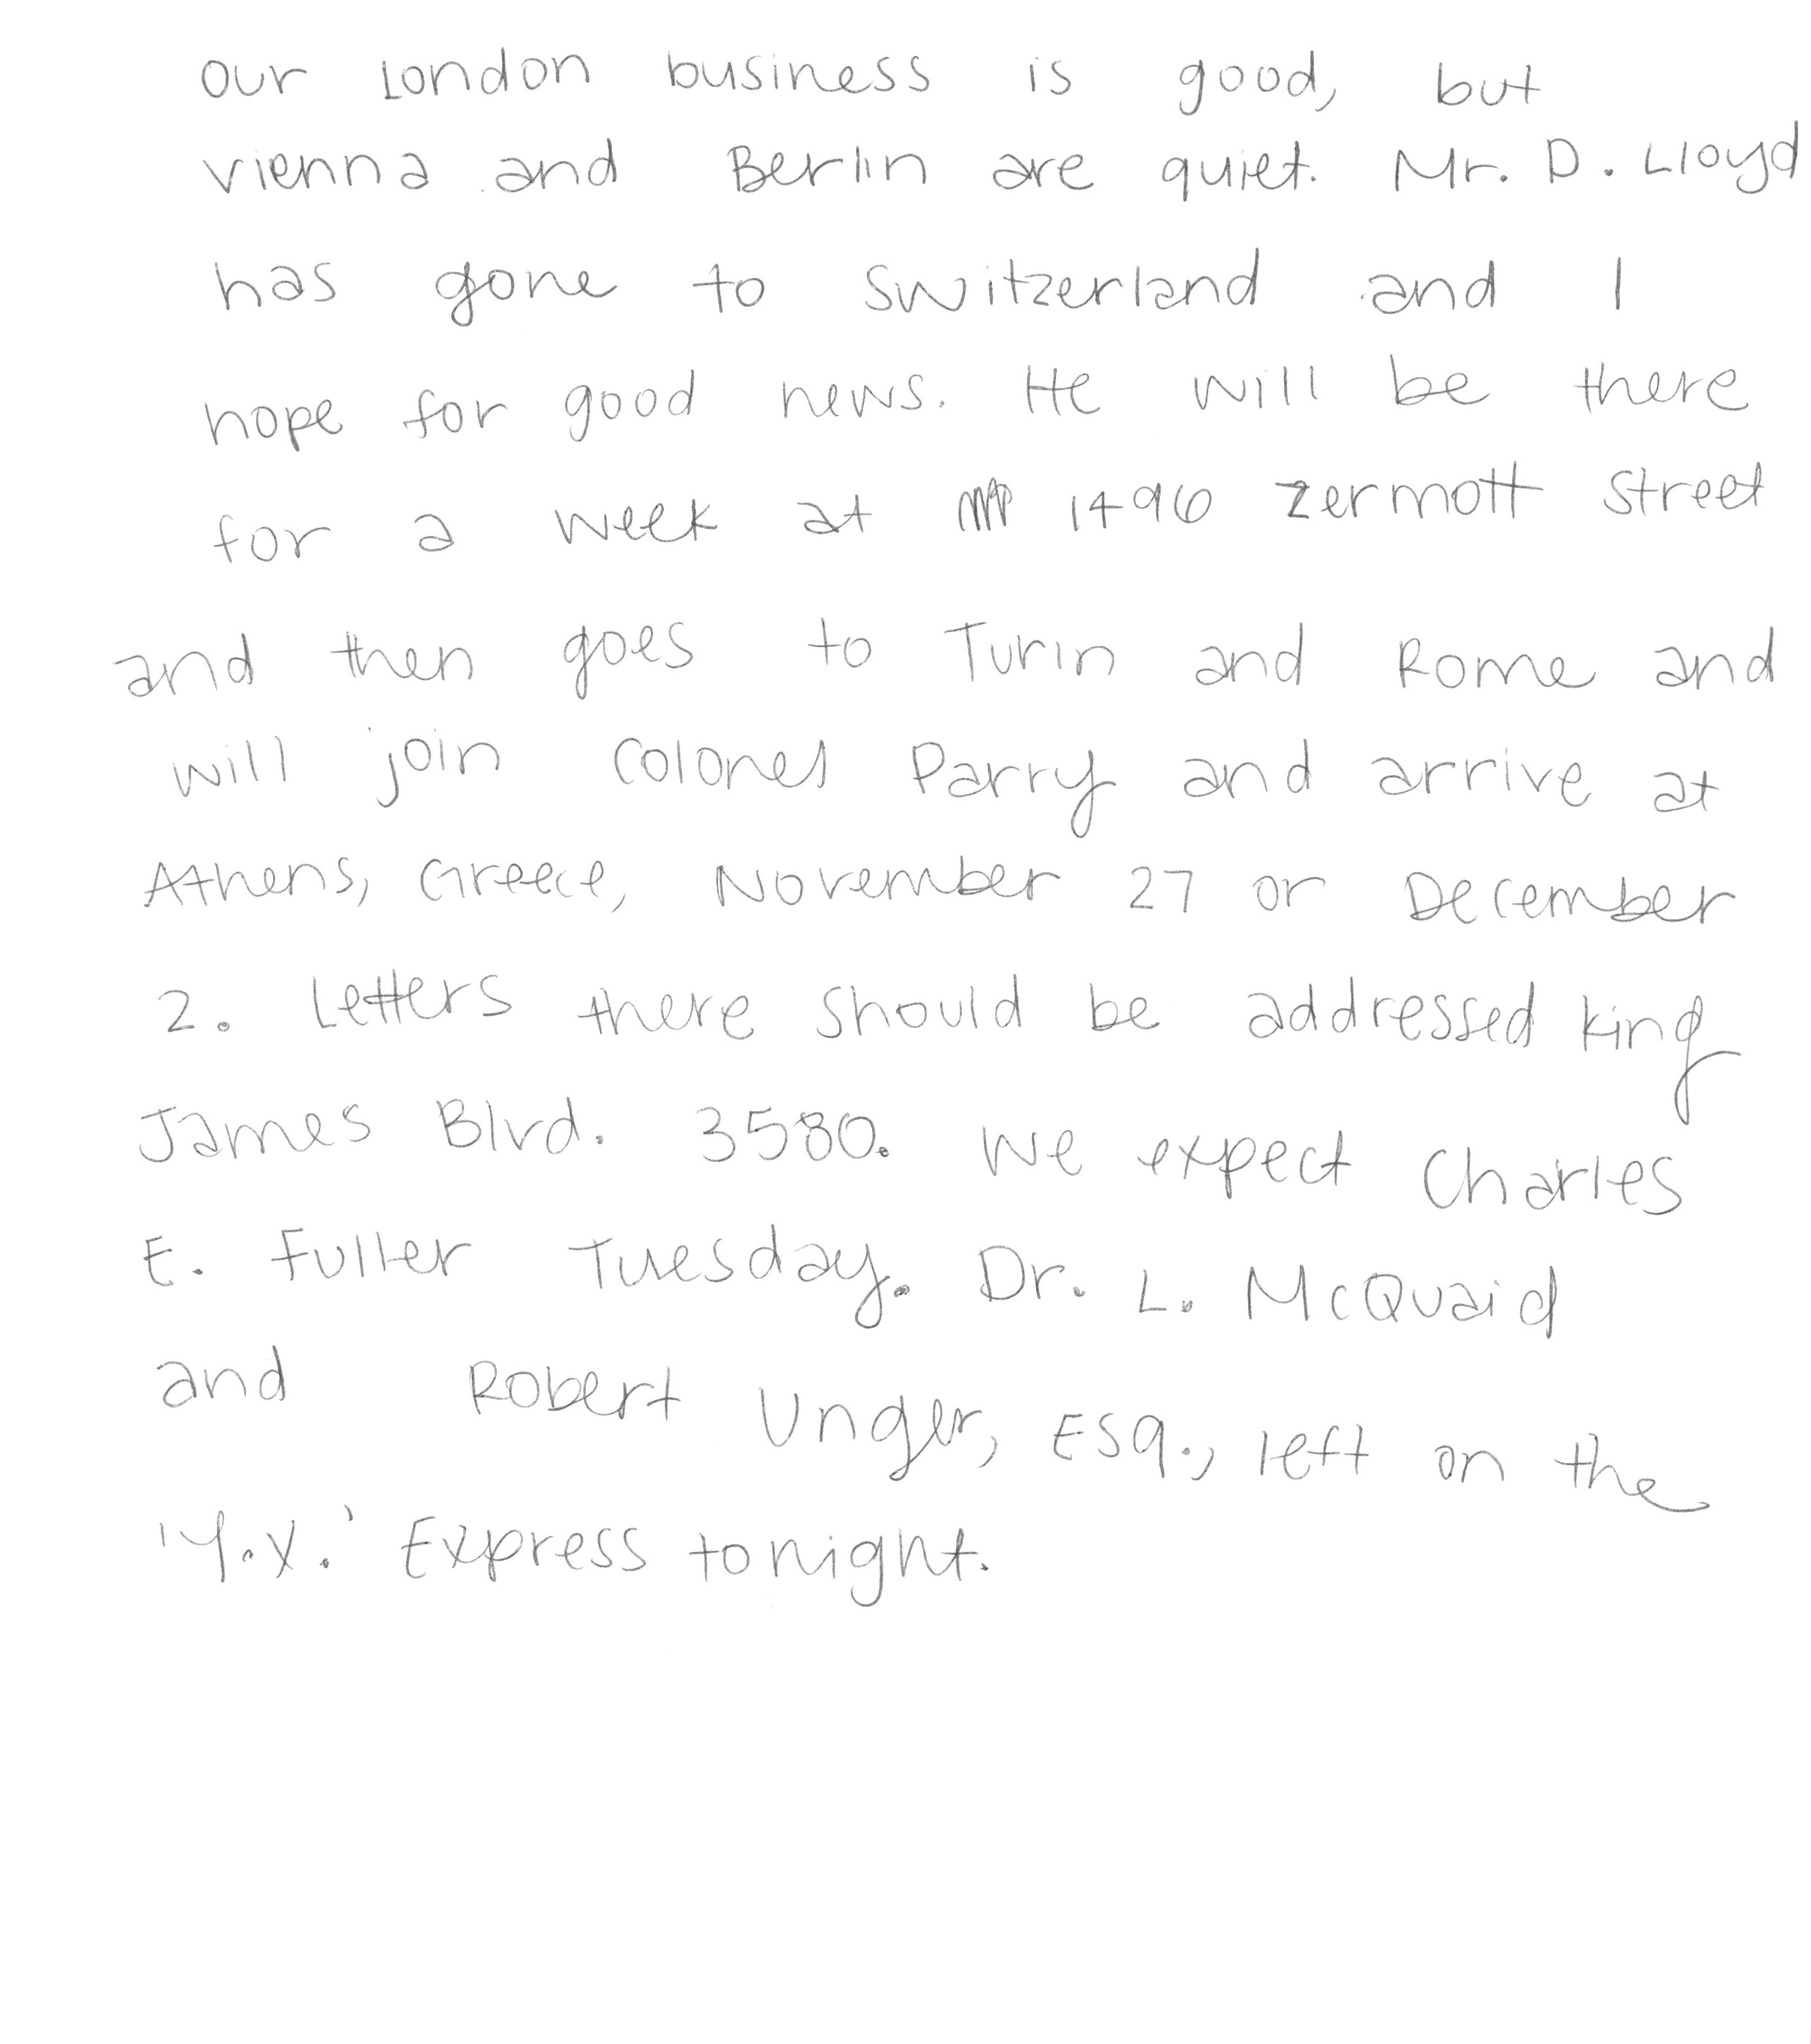 our London business is good, but
vienna and Berlin are quiet. Mr. D. Lloyd
has gone to switzerland and I
hope for good news. He will be there
for a week at 1496 zermott street
and then goes to Turin and Rome and
will join colonel Parry and arrive at
Athens, Greece, November 27 or December
2. Letters there should be addressed king
James Blvd. 3580. We expect Charles
E. Fuller Tuesday. Dr. L. McQuaid
and Robert Unger, Esq., left on the
'Y.X.' Express tonight.